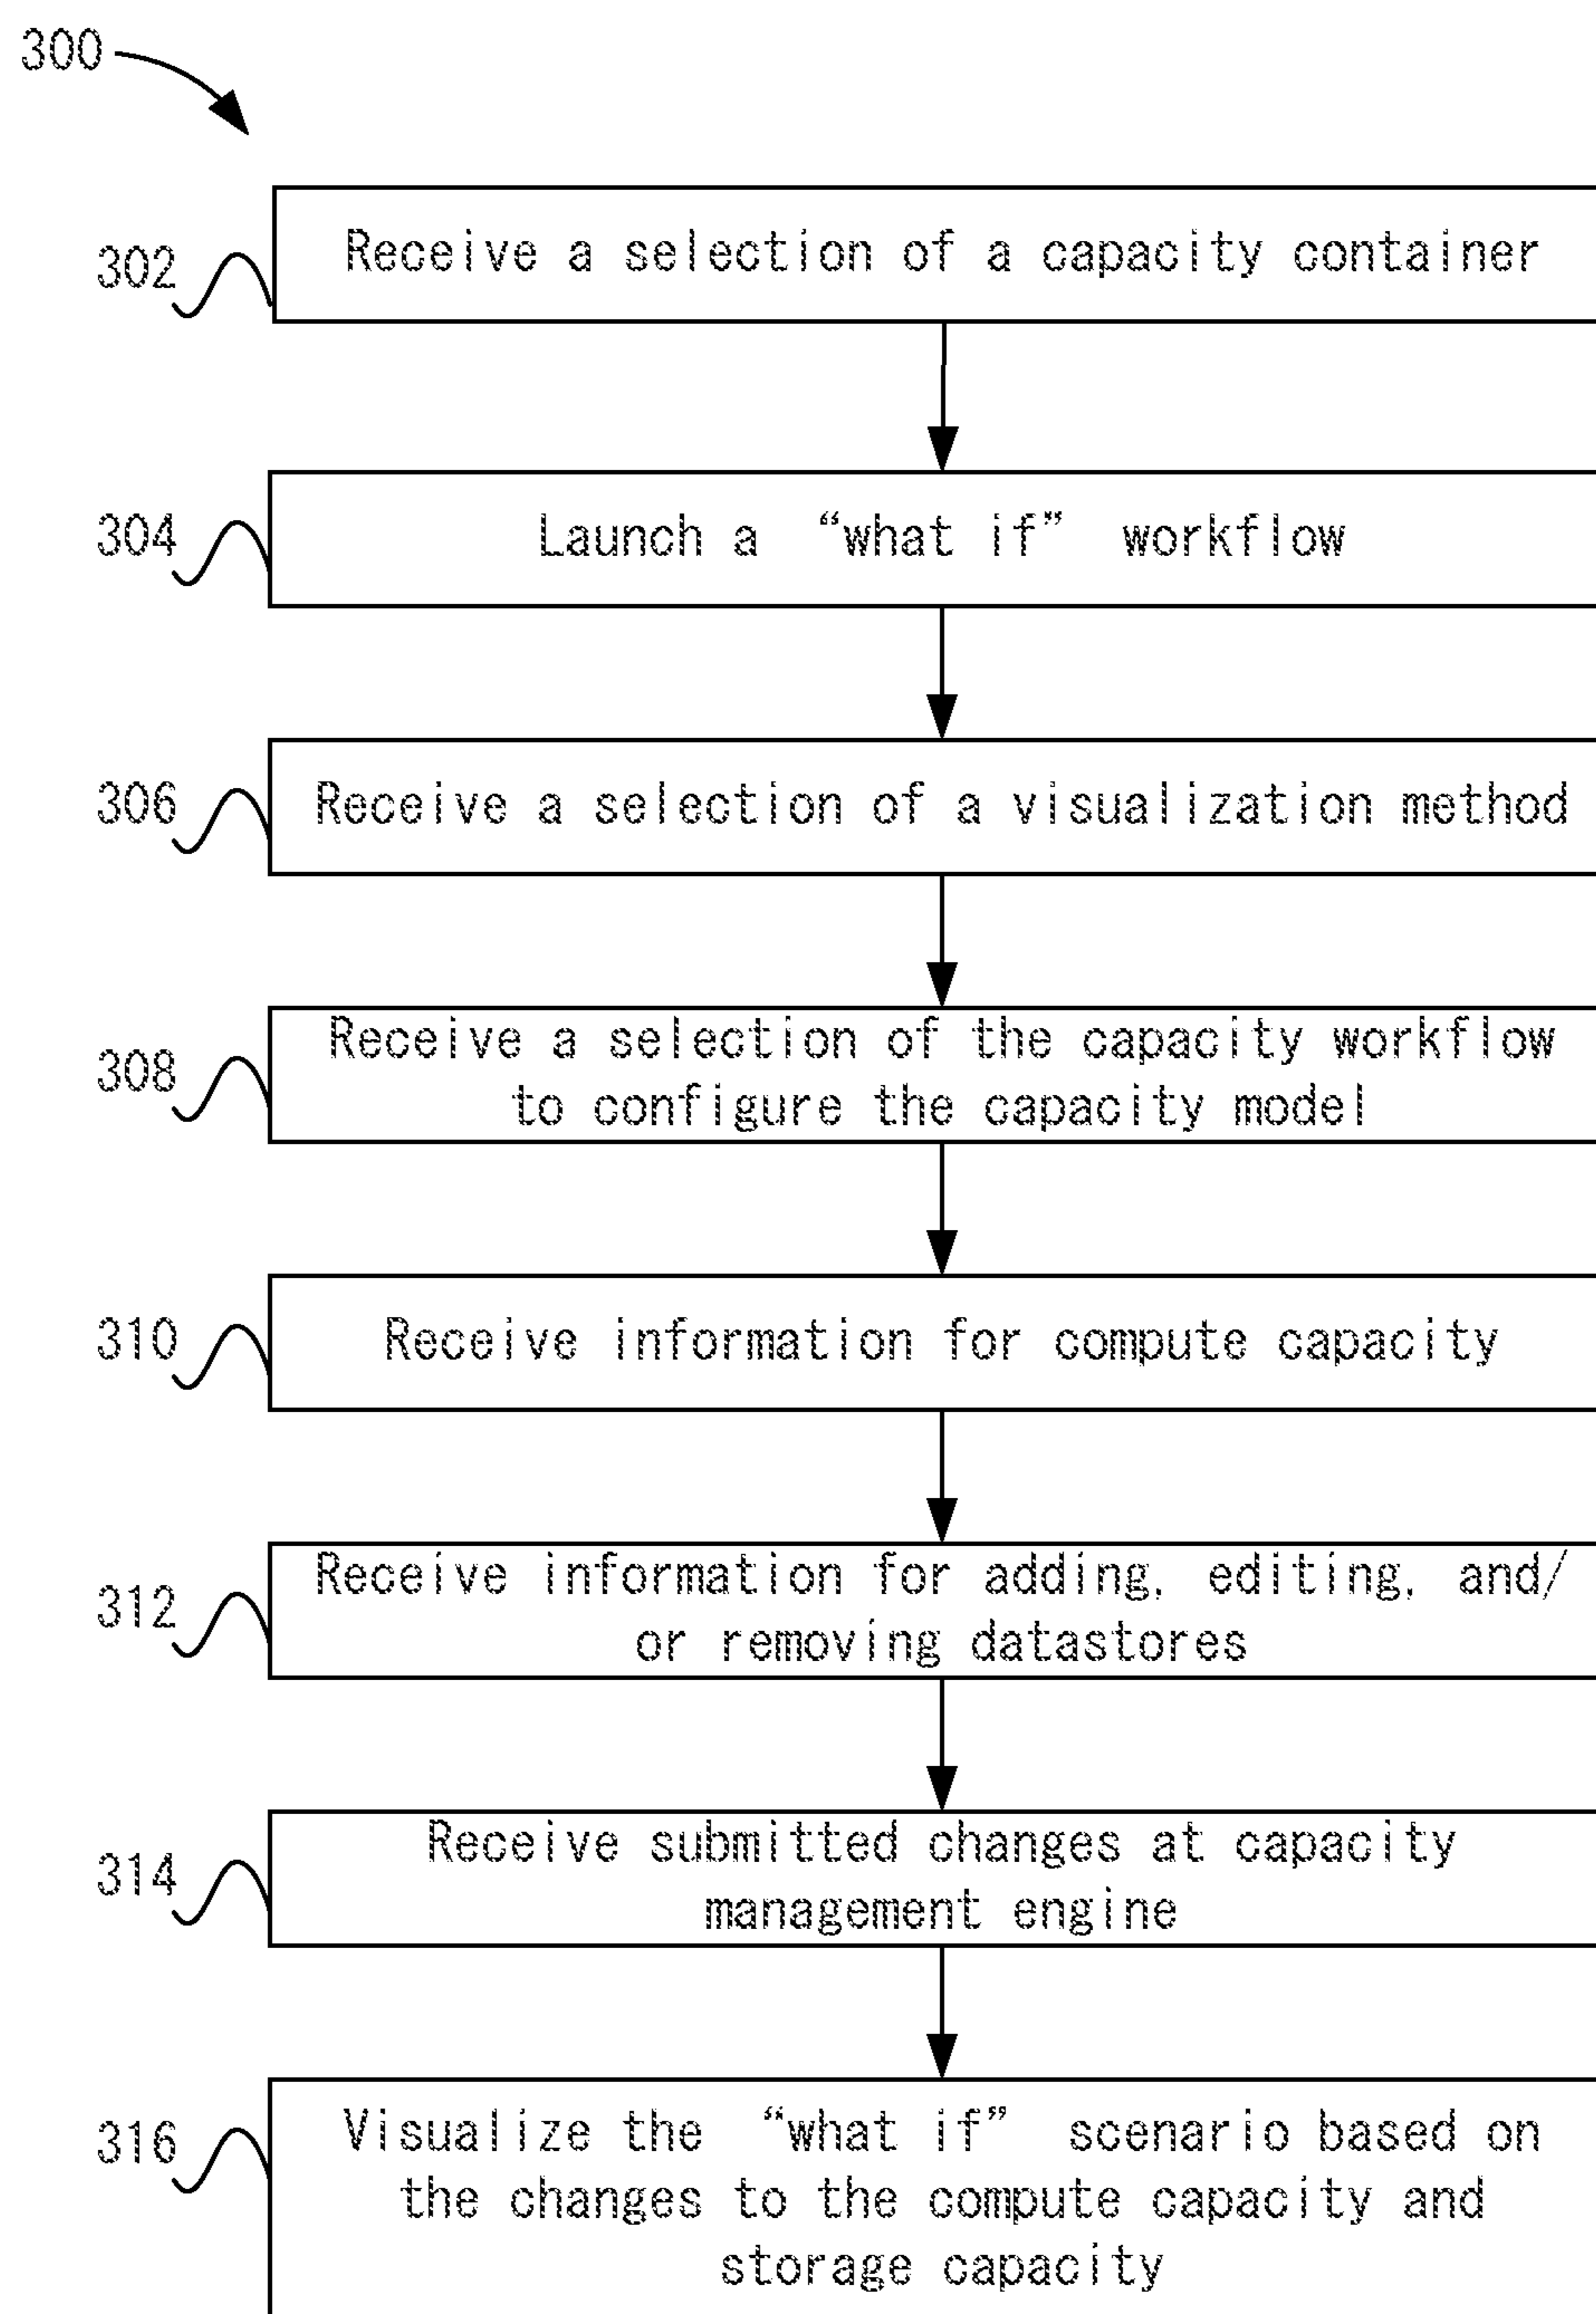 300
302
Receive a selection of a capacity container
304
Launch a “what if” workflow
306
Receive a selection of a visualization method
308
Receive a selection of the capacity workflow
to configure the capacity model
310
Receive information for compute capacity
312
Receive information for adding, editing, and/
or removing datastores
314
Receive submitted changes at capacity
management engine
316
Visualize the “what if” scenario based on
the changes to the compute capacity and
storage capacity